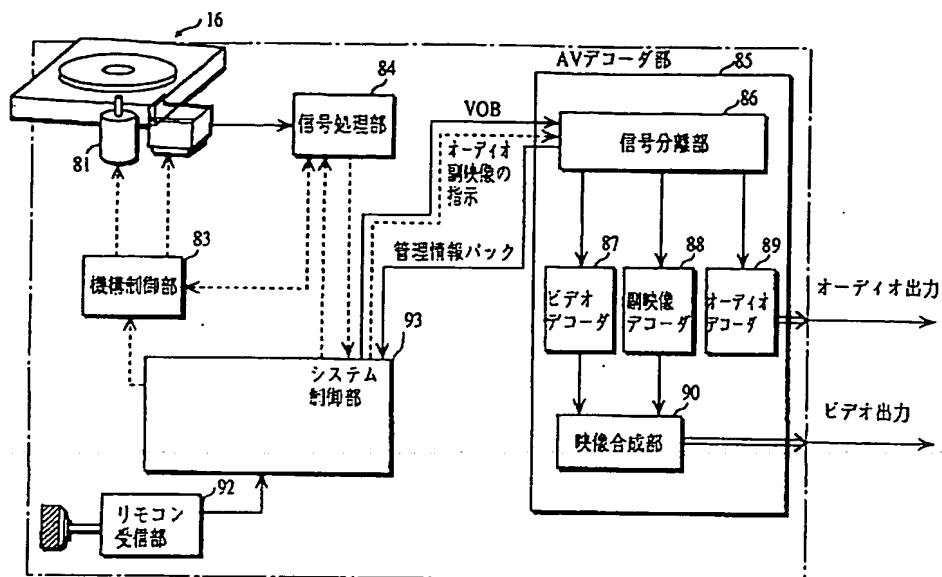 16
AVデコーダ部
85
84
信号処理部
VOB
86
信号分離部
81
オーディオ
副映像の
指示
83
機構制御部
管理情報パック
87
ビデオ
デコーダ
88
副映像
デコーダ
89
オーディオ
デコーダ
オーディオ出力
93
システム
制御部
90
映像合成部
ビデオ出力
92
リモコン
受信部